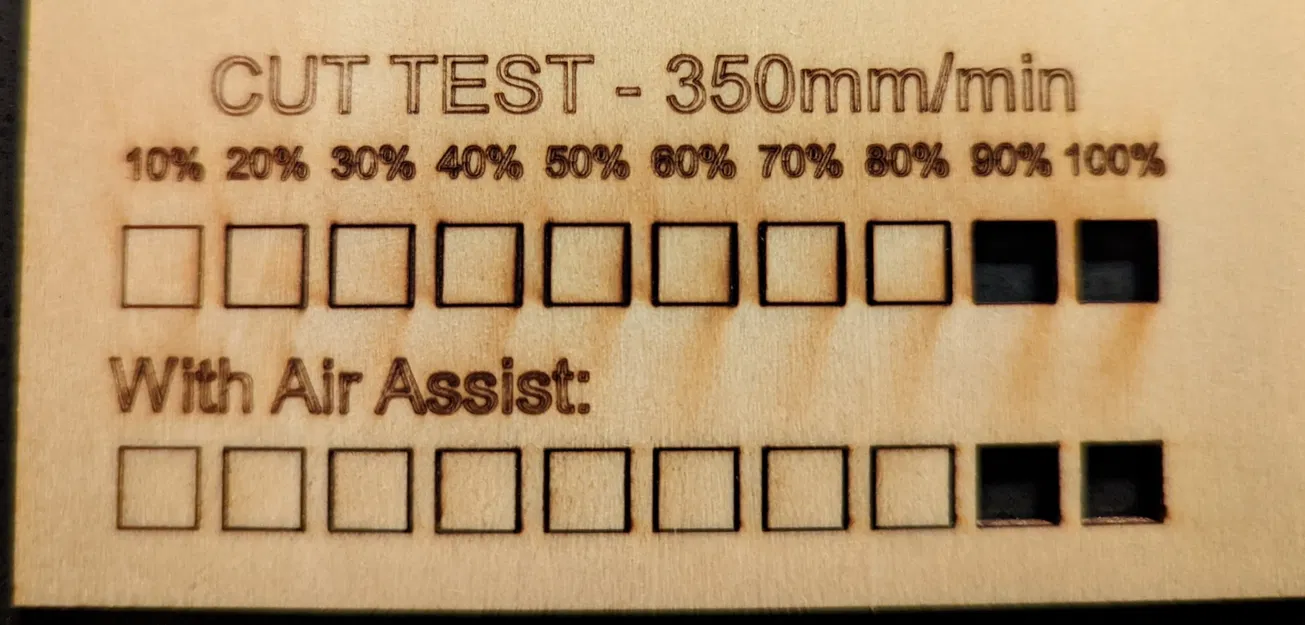 CUT TEST - 350mm/min
10% 20% 30% 40% 50% 60% 70% 80% 90% 100%
With Air Assist: